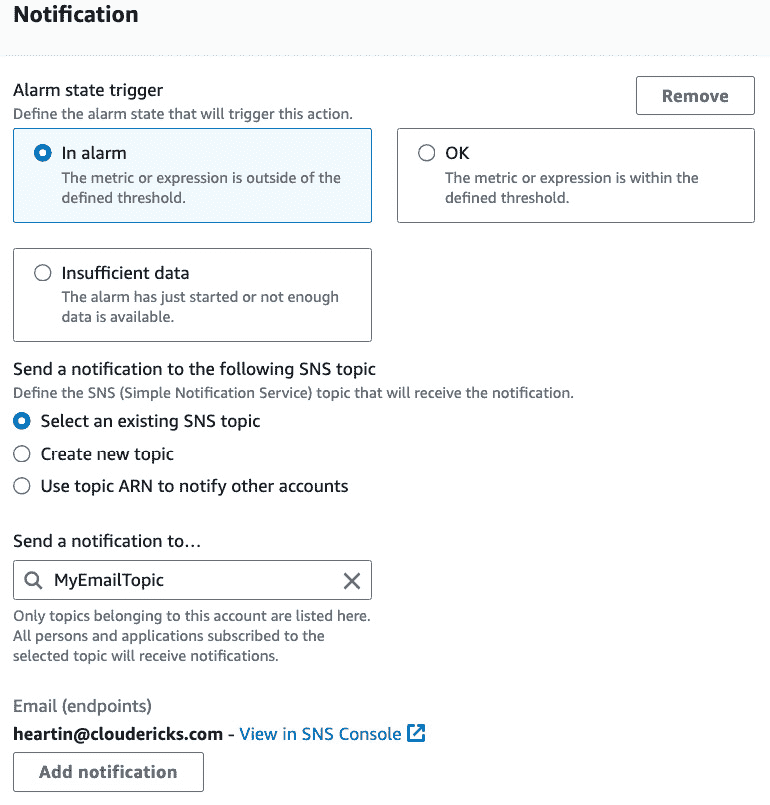 Notification
Alarm state trigger
Define the alarm state that will trigger this action.
Remove
In alarm
The metric or expression is outside of the
defined threshold.
OK
The metric or expression is within the
defined threshold.
Insufficient data
The alarm has just started or not enough
data is available.
Send a notification to the following SNS topic
Define the SNS (Simple Notification Service) topic that will receive the notification.
Select an existing SNS topic
Create new topic
Use topic ARN to notify other accounts
Send a notification to…
MyEmailTopic
Only topics belonging to this account are listed here.
All persons and applications subscribed to the
selected topic will receive notifications.
Email (endpoints)
heartin@cloudericks.com - View in SNS Console
Add notification